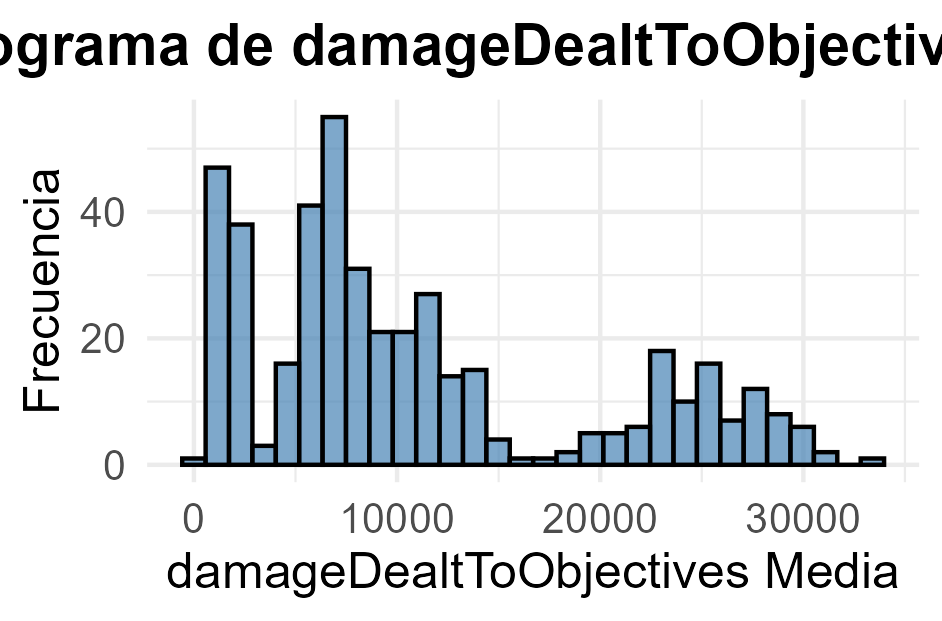 ograma de damageDealtToObjectiv
Frecuencia
40
20
0
0 10000 20000 30000
damageDealtToObjectives Media